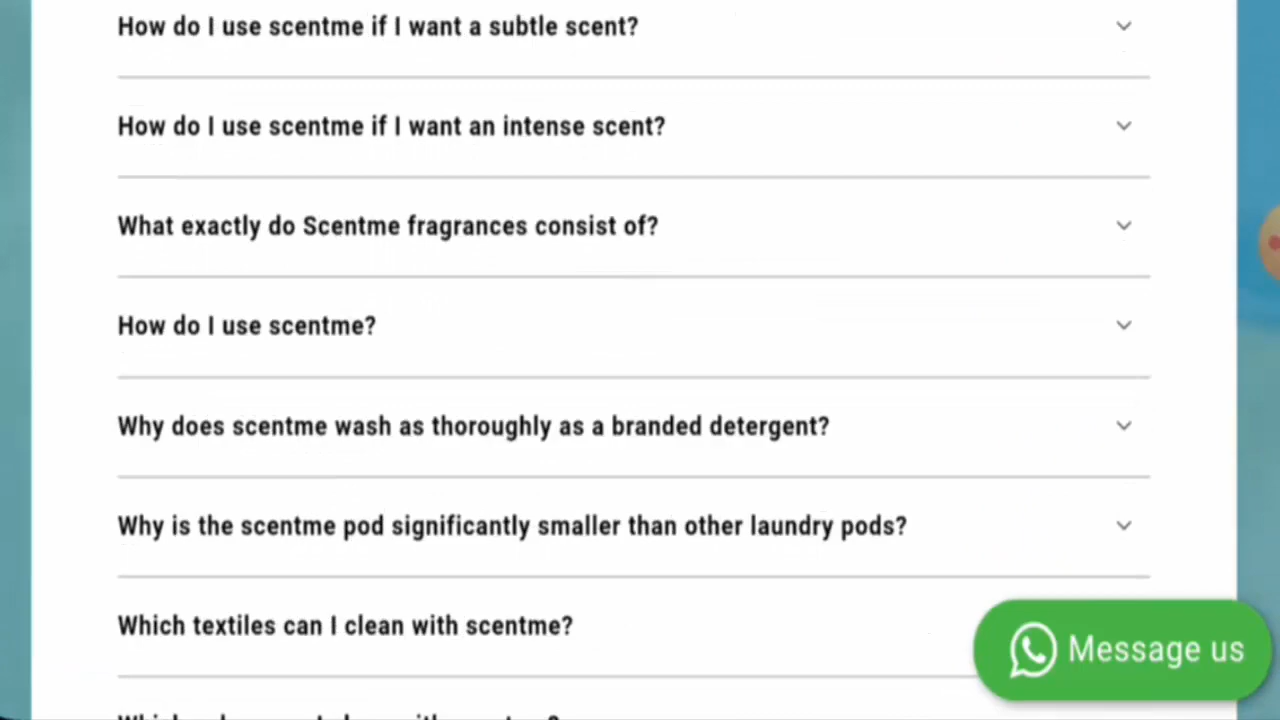 How do I use scentme if I want a subtle scent?
How do I use scentme if I want an intense scent?
What exactly do Scentme fragrances consist of?
How do I use scentme?
Why does scentme wash as thoroughly as a branded detergent?
Why is the scentme pod significantly smaller than other laundry pods?
Which textiles can I clean with scentme?
Message us